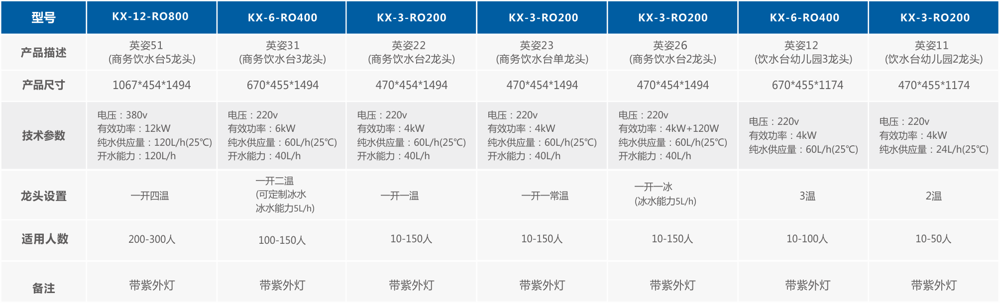 型号 KX-12-RO800 KX-6-RO400 KX-3-RO200 KX-3-RO200 KX-3-RO200 KX-6-RO400 KX-3-RO200
产品描述
英姿51
(商务饮水台5龙头)
英姿31
(商务饮水台3龙头)
英姿22
(商务饮水台2龙头)
英姿23
(商务饮水台单龙头)
英姿26
(商务饮水台2龙头)
英姿12
(饮水台幼儿园3龙头)
英姿11
(饮水台幼儿园2龙头)
产品尺寸 1067*454*1494 670*455*1494 470*454*1494 470*454*1494 470*454*1494 670*455*1174 470*455*1174
技术参数
电压：380v
有效功率：12kW
纯水供应量：120L/h(25℃)
开水能力：120L/h
电压：220v
有效功率：6kW
纯水供应量：60L/h(25℃)
开水能力：40L/h
电压：220v
有效功率：4kW
纯水供应量：60L/h(25℃)
开水能力：40L/h
电压：220v
有效功率：4kW
纯水供应量：60L/h(25℃)
开水能力：40L/h
电压：220v
有效功率：4kW+120W
纯水供应量：60L/h(25℃)
开水能力：40L/h
电压：220v
有效功率：4kW
纯水供应量：60L/h(25℃)
电压：220v
有效功率：4kW
纯水供应量：24L/h(25℃)
龙头设置
一开四温
一开二温
(可定制冰水
冰水能力5L/h)
一开一温
一开一常温
一开一冰
(冰水能力5L/h)
3温
2温
适用人数 200-300人 100-150人 10-150人 10-150人 10-150人 10-100人 10-50人
备注 带紫外灯 带紫外灯 带紫外灯 带紫外灯 带紫外灯 带紫外灯 带紫外灯